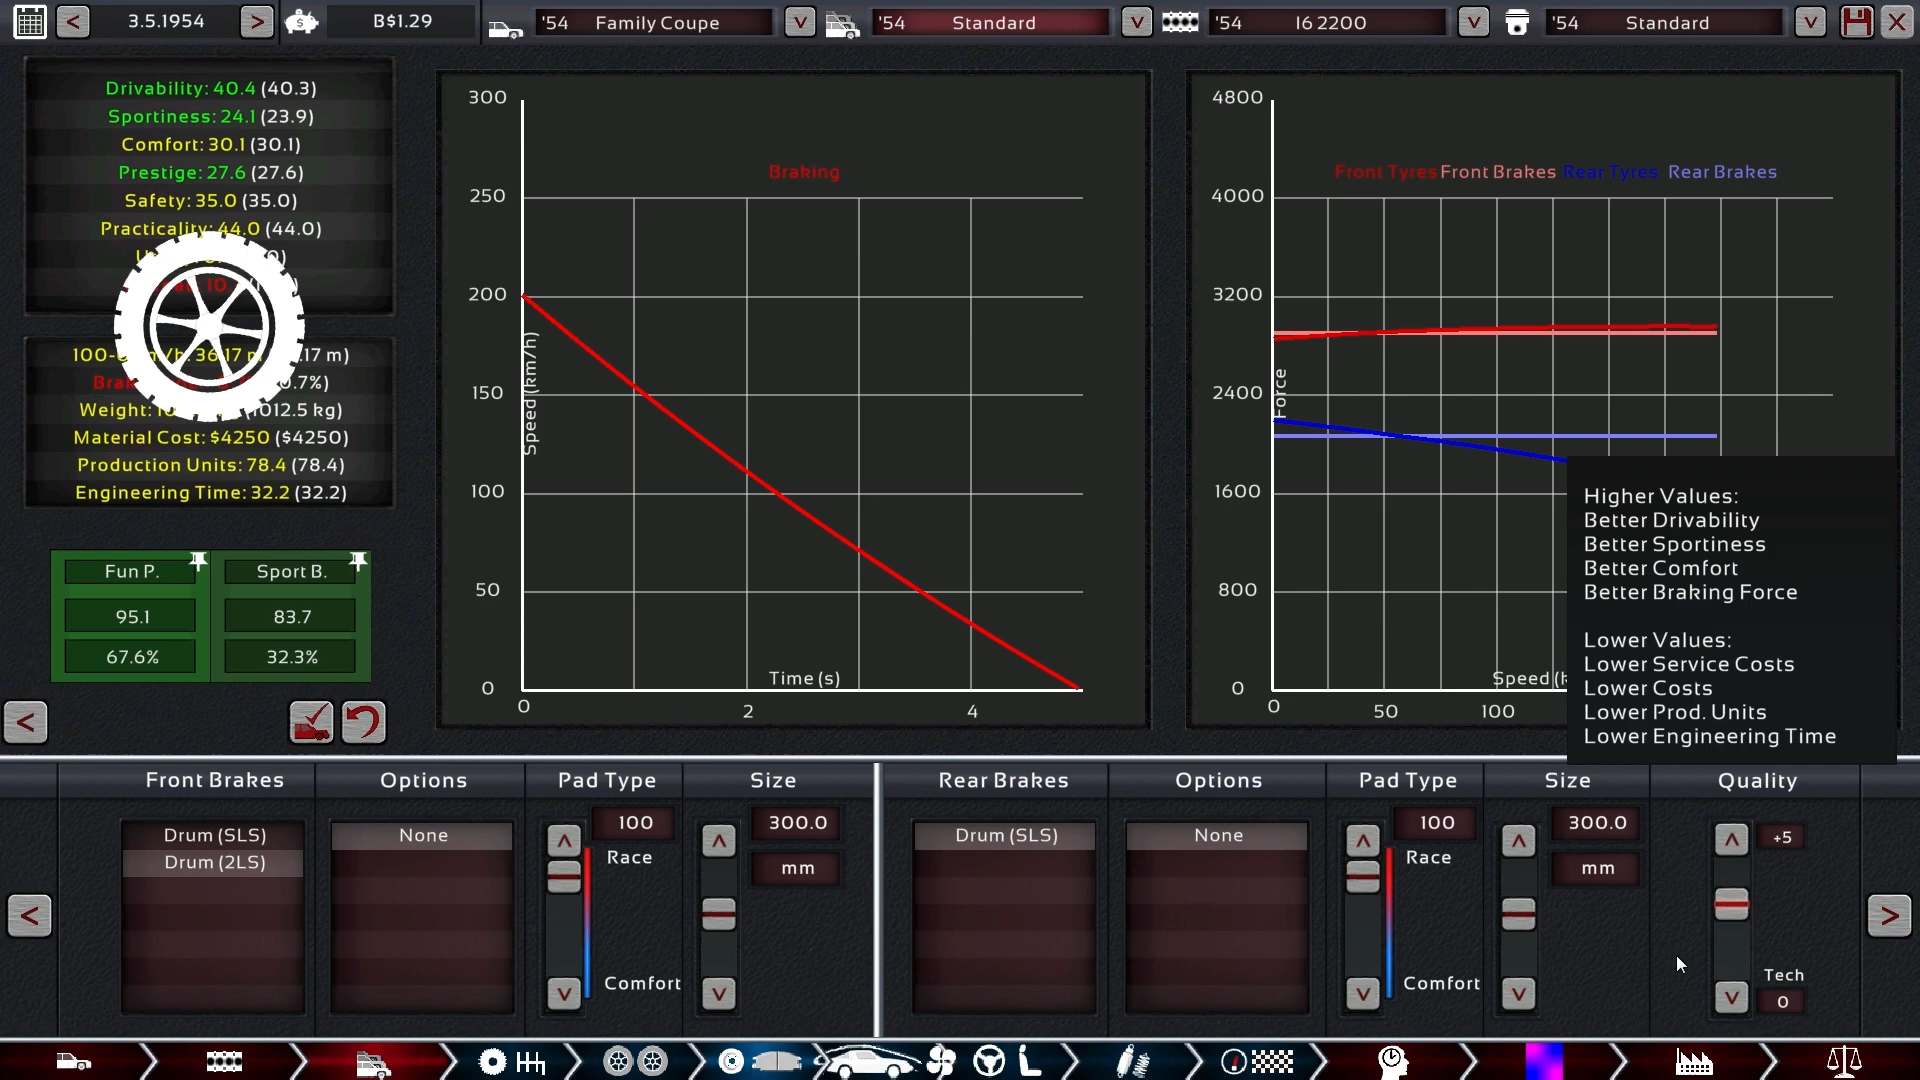 3.5.1954
B$1.29
'54 Family Coupe
'54 Standard
'54 I6 2200
'54 Standard
Drivability: 40.4 (40.3)
Sportiness: 24.1 (23.9)
Comfort: 30.1 (30.1)
Prestige: 27.6 (27.6)
Safety: 35.0 (35.0)
Practicality: 44.0 (44.0)
Weight: (1012.5 kg)
Material Cost: $4250 ($4250)
Production Units: 78.4 (78.4)
Engineering Time: 32.2 (32.2)
Fun P.
Sport B.
95.1
83.7
67.6%
32.3%
300
250
200
150
100
50
0
Braking
Speed (km/h)
Time (s)
0
2
4
4800
4000
3200
2400
1600
800
0
Front Tyres Front Brakes Rear Tyres Rear Brakes
Force
0
50
100
Higher Values:
Better Drivability
Better Sportiness
Better Comfort
Better Braking Force
Lower Values:
Lower Service Costs
Lower Costs
Lower Prod. Units
Lower Engineering Time
Front Brakes
Options
Pad Type
Size
Rear Brakes
Options
Pad Type
Size
Quality
Drum (SLS)
Drum (2LS)
None
100
Race
Comfort
300.0
mm
Drum (SLS)
None
100
Race
Comfort
300.0
mm
+5
Tech
0